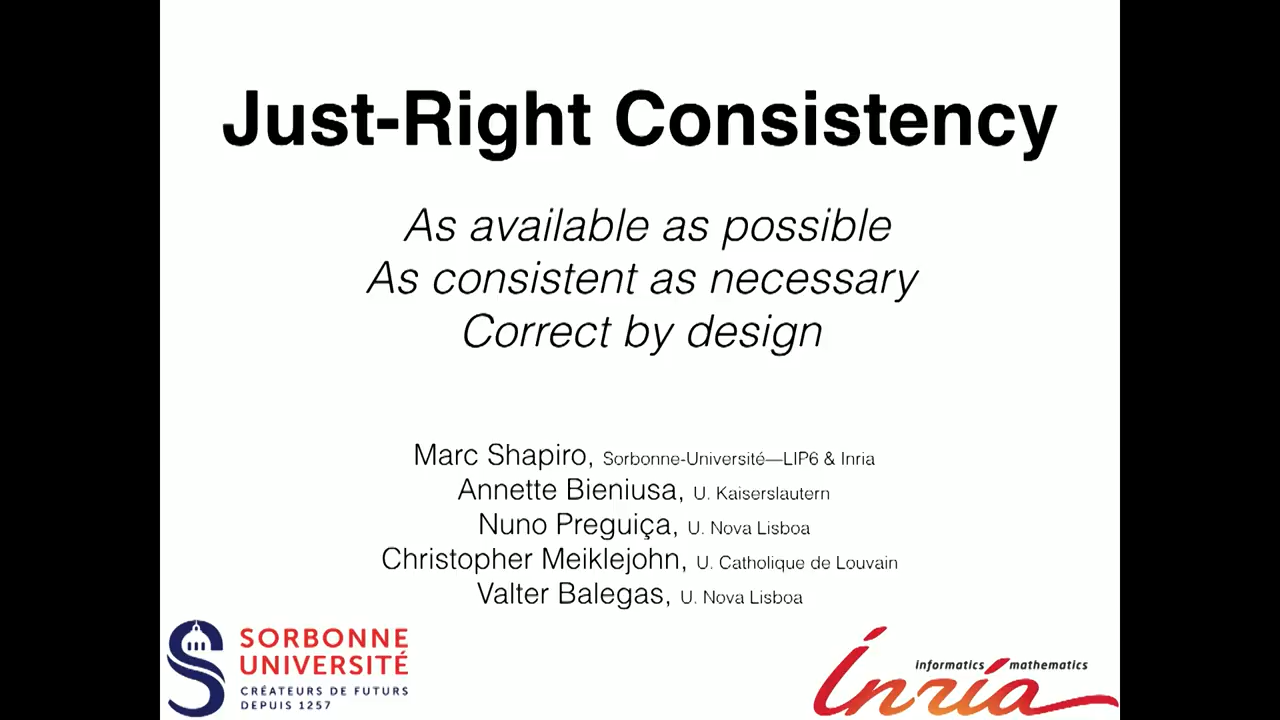 Just-Right Consistency
As available as possible
As consistent as necessary
Correct by design
Marc Shapiro, Sorbonne-Université—LIP6 & Inria
Annette Bieniusa, U. Kaiserslautern
Nuno Preguiça, U. Nova Lisboa
Christopher Meiklejohn, U. Catholique de Louvain
Valter Balegas, U. Nova Lisboa
SORBONNE
UNIVERSITÉ
CRÉATEURS DE FUTURS
DEPUIS 1257
informatics mathematics
Inria